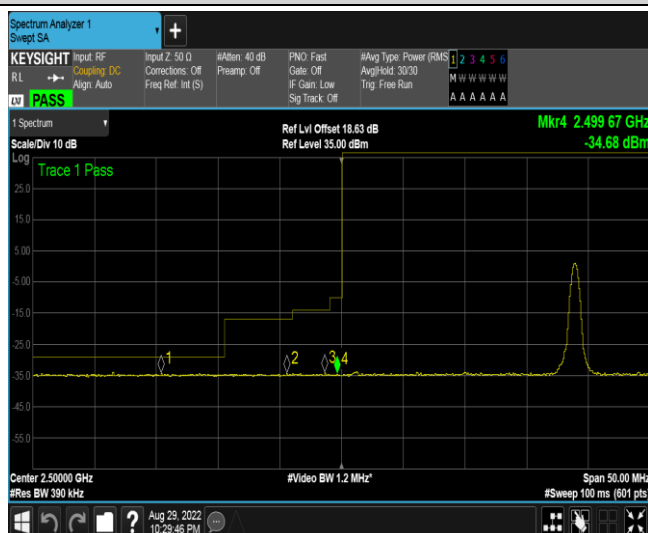 Spectrum Analyzer 1
Swept SA
+
KEYSIGHT Input: RF
Coupling: DC
Align: Auto
RL
LXI PASS
Input Z: 50 Ω
Corrections: Off
Freq Ref: Int (S)
#Atten: 40 dB
Preamp: Off
PNO: Fast
Gate: Off
IF Gain: Low
Sig Track: Off
#Avg Type: Power (RMS
Avg|Hold: 30/30
Trig: Free Run
1 2 3 4 5 6
M W W W W W
A A A A A A
1 Spectrum
Scale/Div 10 dB
Ref Lvl Offset 18.63 dB
Ref Level 35.00 dBm
Mkr4 2.499 67 GHz
-34.68 dBm
Log
Trace 1 Pass
25.0
15.0
5.00
-5.00
-15.0
-25.0
-35.0
-45.0
-55.0
1
2
3
4
Center 2.50000 GHz
#Res BW 390 kHz
#Video BW 1.2 MHz*
Span 50.00 MHz
#Sweep 100 ms (601 pts)
?
Aug 29, 2022
10:29:46 PM